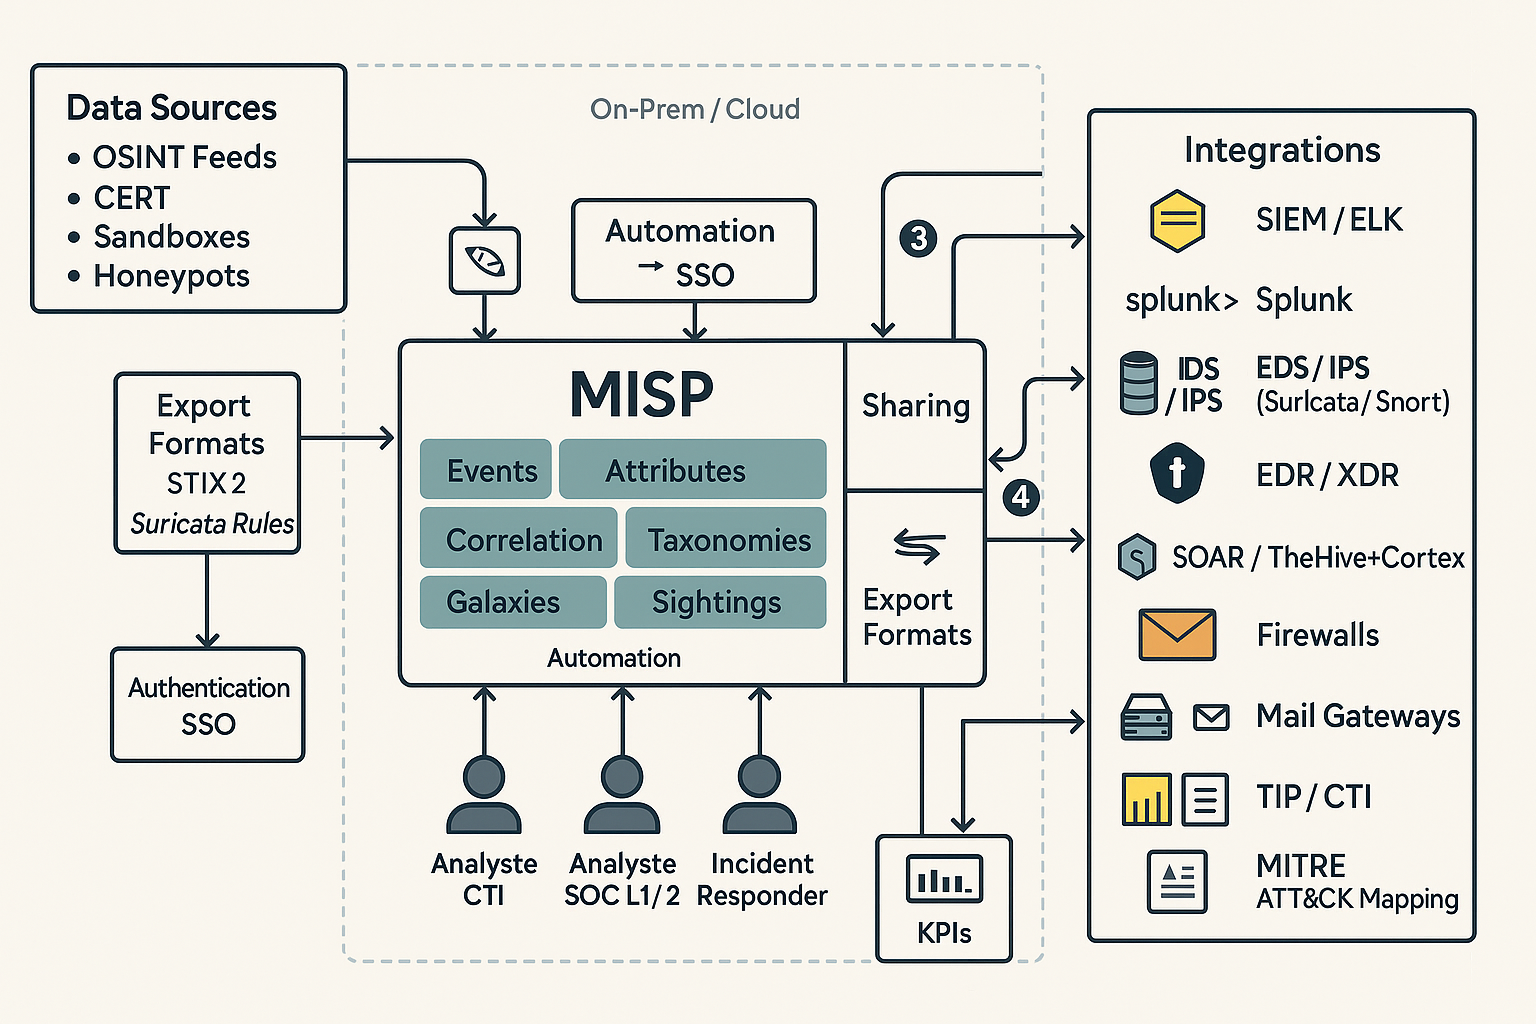 Data Sources
• OSINT Feeds
• CERT
• Sandboxes
• Honeypots
On-Prem / Cloud
Automation
→ SSO
3
Export
Formats
STIX 2
Suricata Rules
Authentication
SSO
MISP
Events
Attributes
Correlation
Taxonomies
Galaxies
Sightings
Automation
Sharing
4
Export
Formats
Analyste
CTI
Analyste
SOC L1/2
Incident
Responder
KPIs
Integrations
SIEM / ELK
splunk> Splunk
IDS
/ IPS
EDS / IPS
(Surlcata / Snort)
EDR / XDR
SOAR / TheHive+Cortex
Firewalls
Mail Gateways
TIP / CTI
MITRE
ATT&CK Mapping